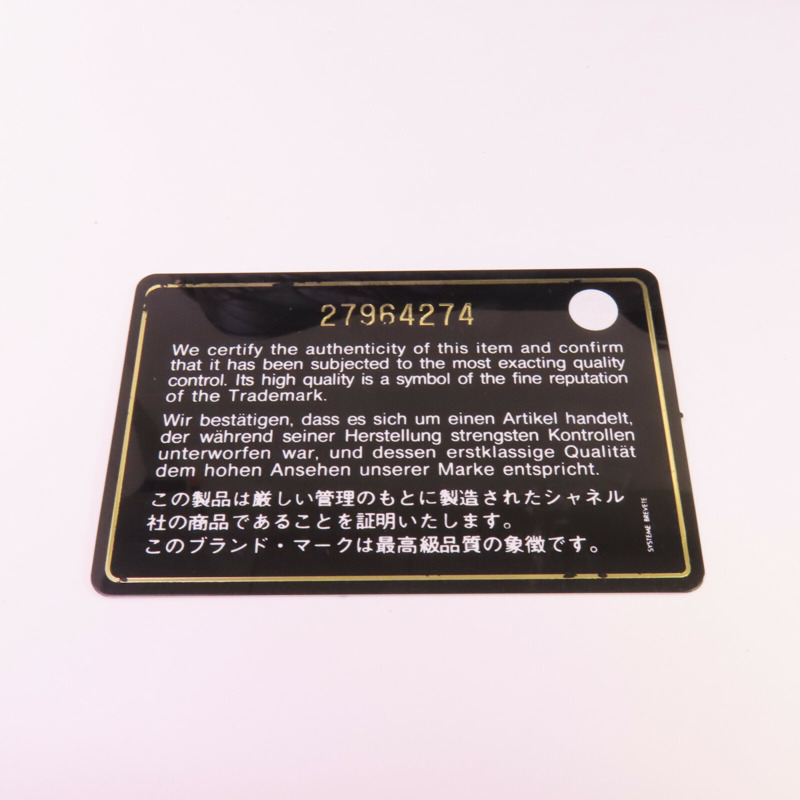 27964274
We certify the authenticity of this item and confirm
that it has been subjected to the most exacting quality
control. Its high quality is a symbol of the fine reputation
of the Trademark.
Wir bestätigen, dass es sich um einen Artikel handelt,
der während seiner Herstellung strengsten Kontrollen
unterworfen war, und dessen erstklassige Qualität
dem hohen Ansehen unserer Marke entspricht.
この製品は厳しい管理のもとに製造されたシャネル
社の商品であることを証明いたします。
このブランド・マークは最高級品質の象徴です。
SYSTEME BREVETE